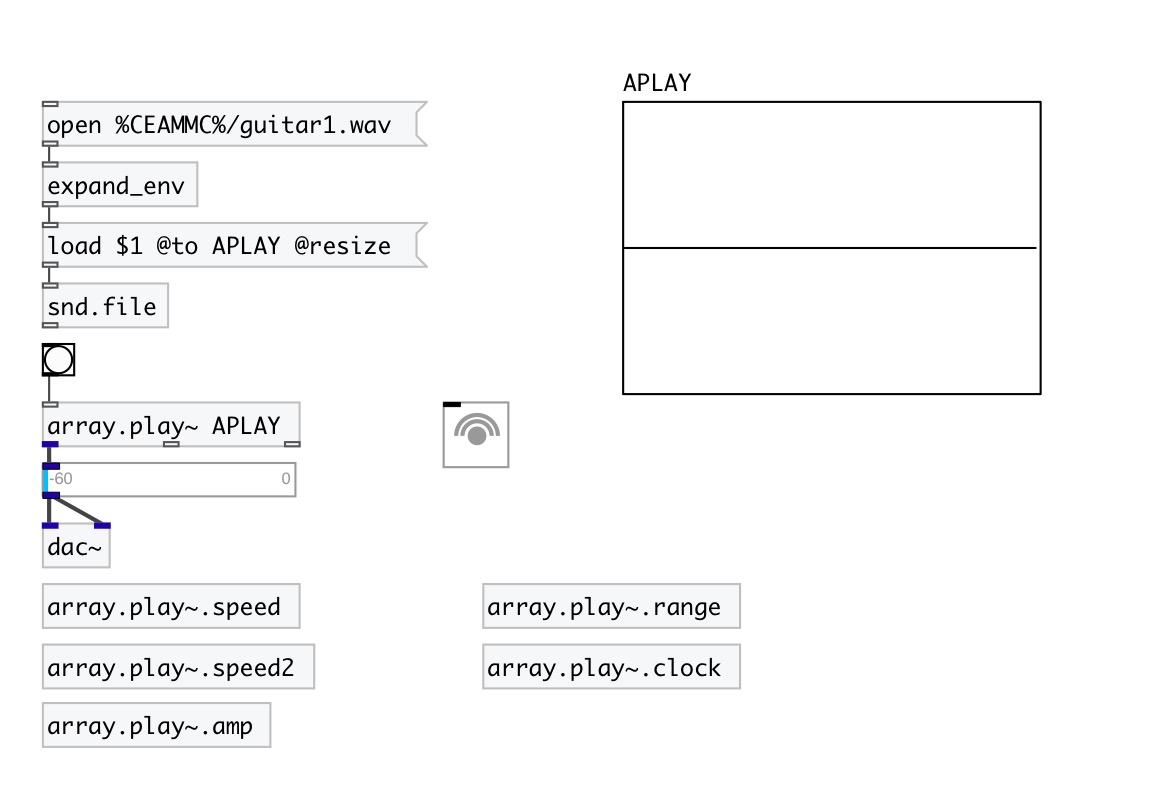 APLAY
open %CEAMMC%/guitar1.wav
expand_env
load $1 @to APLAY @resize
snd.file
array.play~ APLAY
-60 0
dac~
array.play~.speed
array.play~.range
array.play~.speed2
array.play~.clock
array.play~.amp